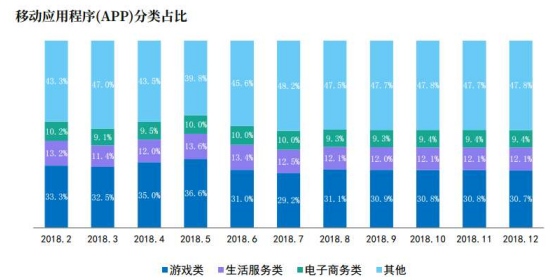 移动应用程序(APP)分类占比
43.3% 47.0% 43.5% 39.8% 45.6% 48.2% 47.5% 47.7% 47.8% 47.7% 47.8%
10.2% 9.1% 9.5% 10.0% 10.0% 10.0% 9.3% 9.3% 9.4% 9.4% 9.4%
13.2% 11.4% 12.0% 13.6% 13.4% 12.5% 12.1% 12.0% 12.1% 12.1% 12.1%
33.3% 32.5% 35.0% 36.6% 31.0% 29.2% 31.1% 30.9% 30.8% 30.8% 30.7%
2018.2 2018.3 2018.4 2018.5 2018.6 2018.7 2018.8 2018.9 2018.10 2018.11 2018.12
游戏类 生活服务类 电子商务类 其他